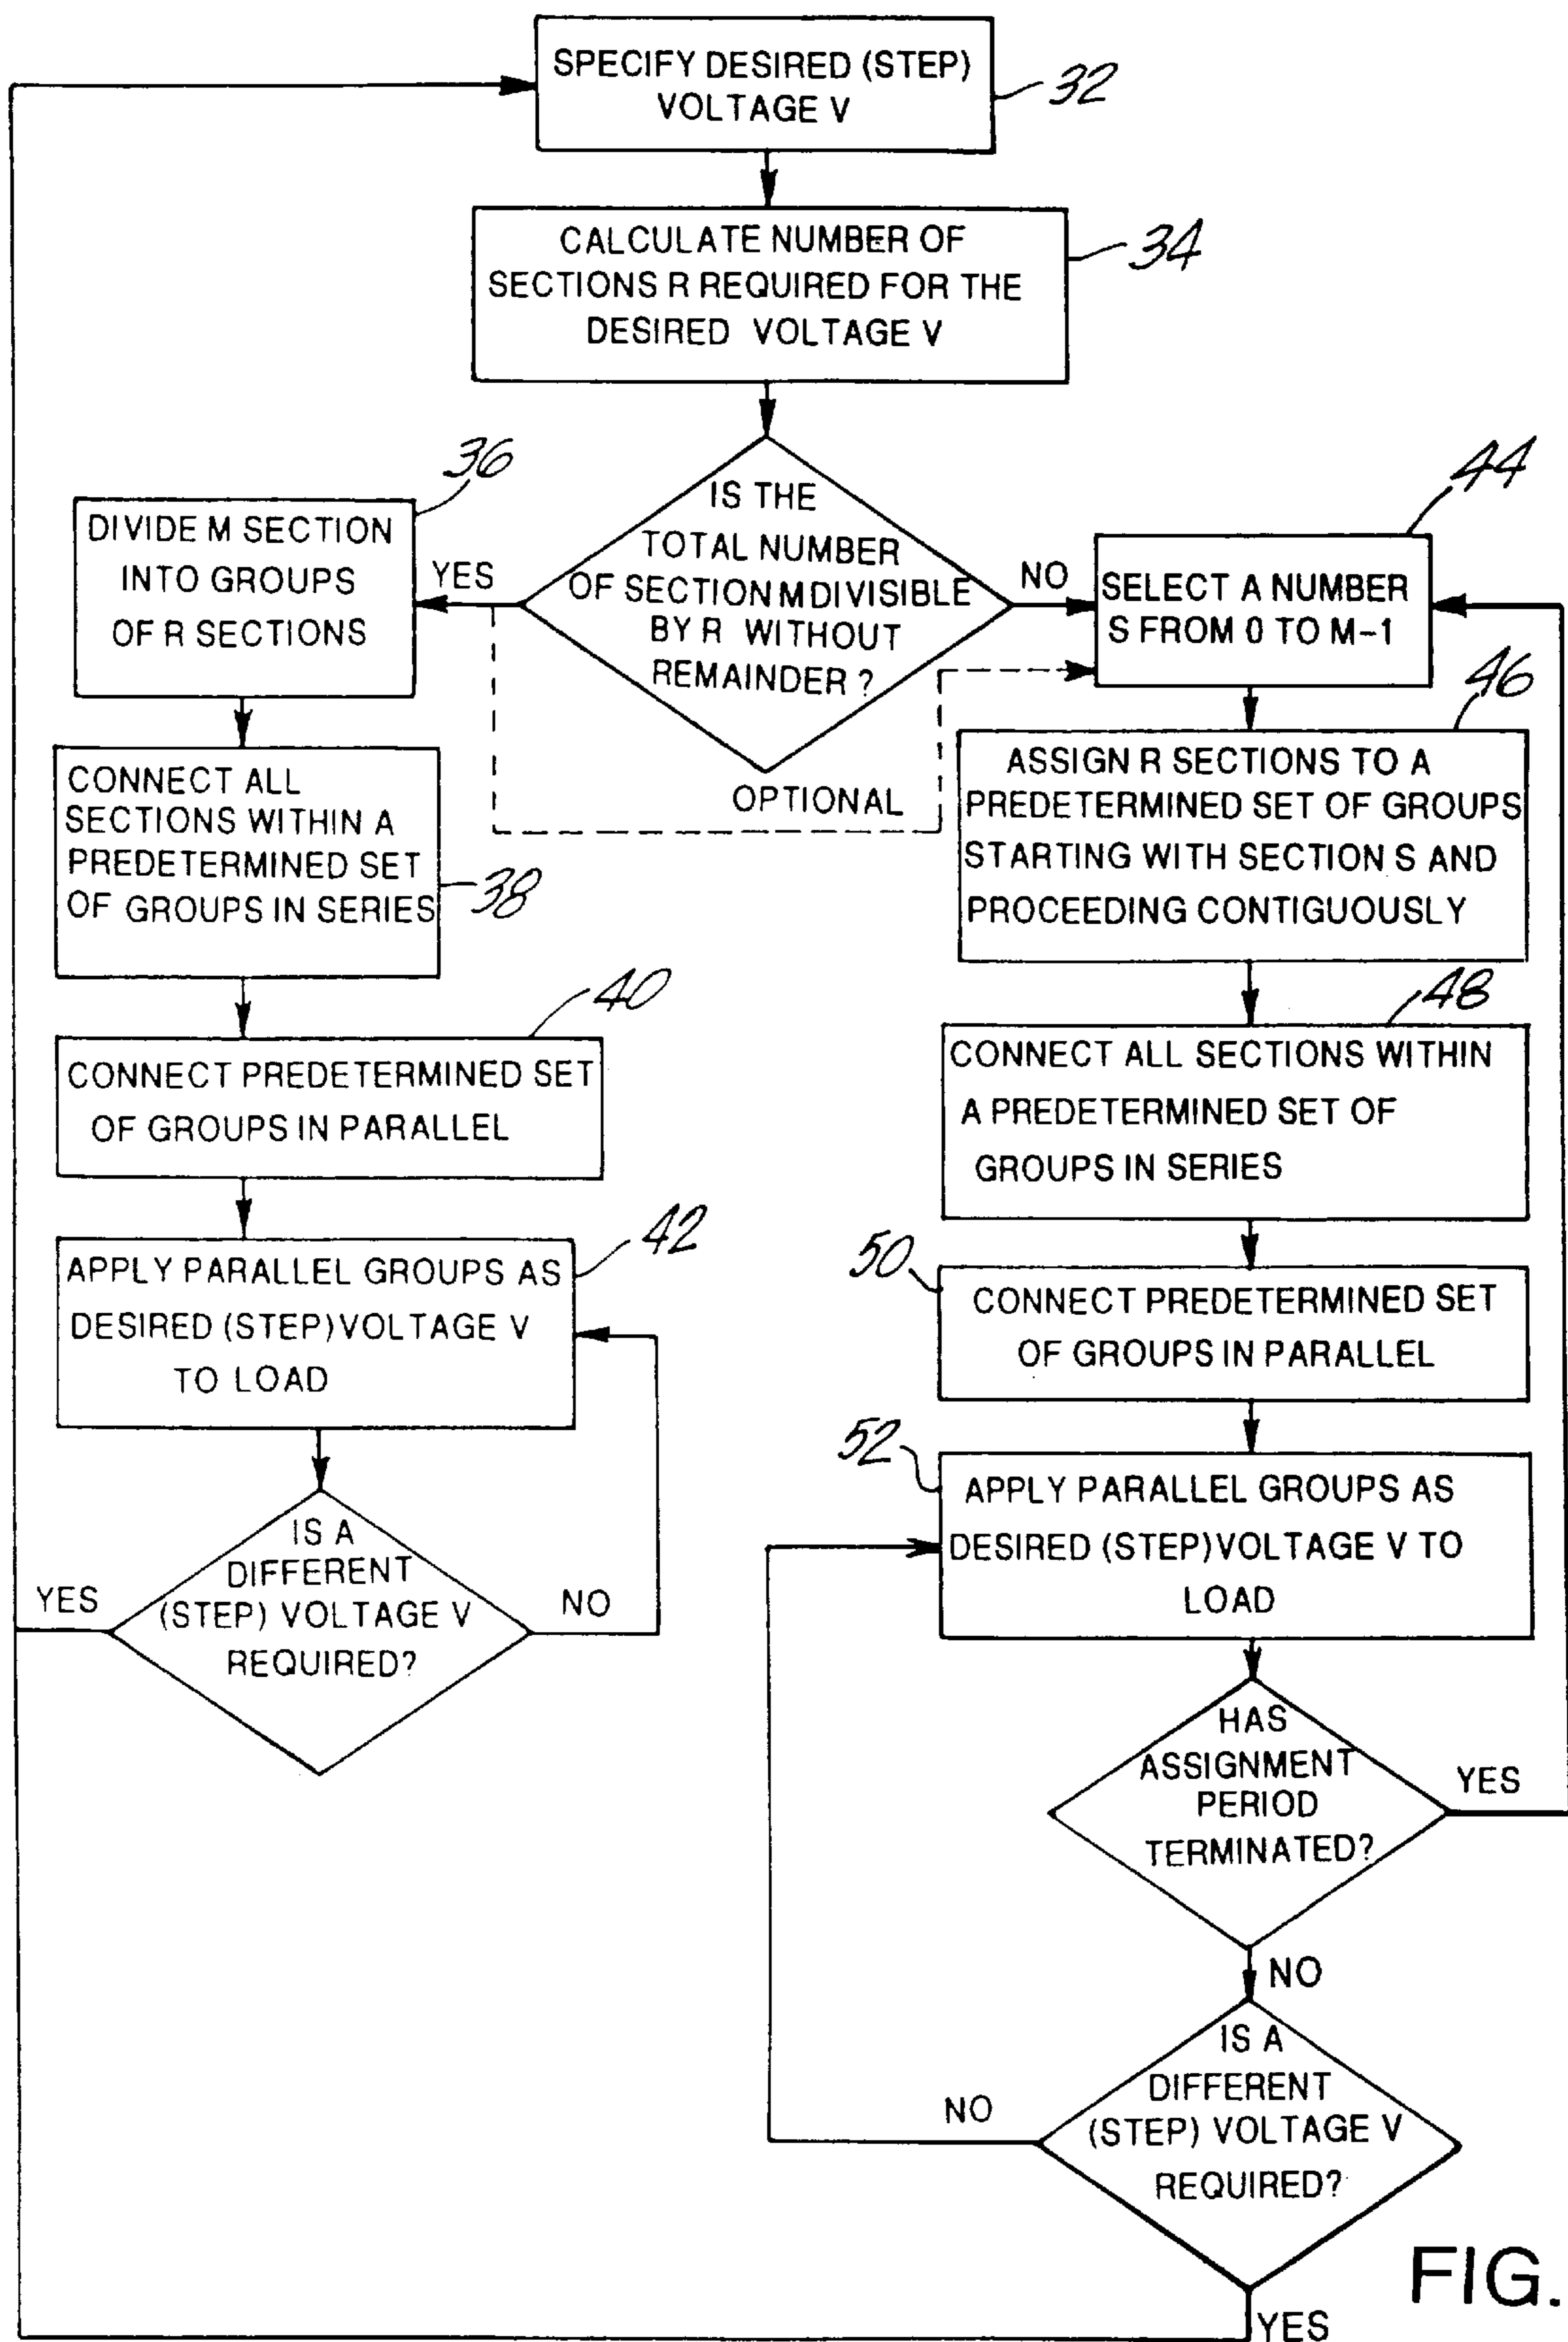 SPECIFY DESIRED (STEP)
VOLTAGE V
32
CALCULATE NUMBER OF
SECTIONS R REQUIRED FOR THE
DESIRED VOLTAGE V
34
IS THE
TOTAL NUMBER
OF SECTION M DIVISIBLE
BY R WITHOUT
REMAINDER ?
YES
NO
OPTIONAL
36
DIVIDE M SECTION
INTO GROUPS
OF R SECTIONS
CONNECT ALL
SECTIONS WITHIN A
PREDETERMINED SET
OF GROUPS IN SERIES
38
40
CONNECT PREDETERMINED SET
OF GROUPS IN PARALLEL
42
APPLY PARALLEL GROUPS AS
DESIRED (STEP) VOLTAGE V
TO LOAD
IS A
DIFFERENT
(STEP) VOLTAGE V
REQUIRED?
YES
NO
44
SELECT A NUMBER
S FROM 0 TO M-1
46
ASSIGN R SECTIONS TO A
PREDETERMINED SET OF GROUPS
STARTING WITH SECTION S AND
PROCEEDING CONTIGUOUSLY
48
CONNECT ALL SECTIONS WITHIN
A PREDETERMINED SET OF
GROUPS IN SERIES
50
CONNECT PREDETERMINED SET
OF GROUPS IN PARALLEL
52
APPLY PARALLEL GROUPS AS
DESIRED (STEP) VOLTAGE V TO
LOAD
HAS
ASSIGNMENT
PERIOD
TERMINATED?
YES
NO
IS A
DIFFERENT
(STEP) VOLTAGE V
REQUIRED?
NO
YES
FIG.